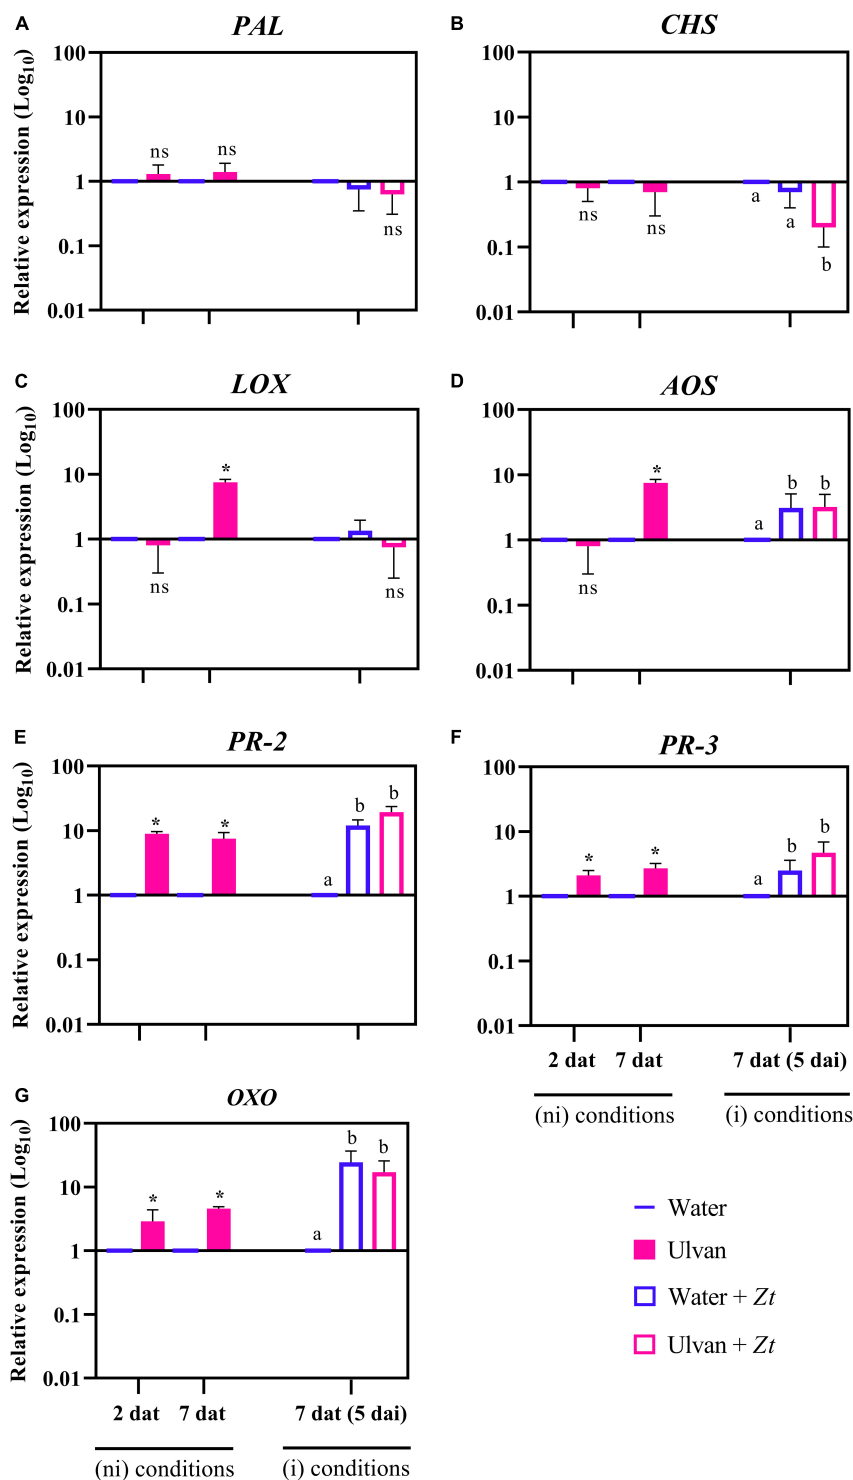 A
PAL
Relative expression (Log10)
100
10
1
0.1
0.01
ns
ns
ns
B
CHS
100
10
1
0.1
0.01
ns
ns
a
a
b
C
LOX
Relative expression (Log10)
100
10
1
0.1
0.01
ns
*
ns
D
AOS
100
10
1
0.1
0.01
ns
*
a
b
b
E
PR-2
Relative expression (Log10)
100
10
1
0.1
0.01
*
*
a
b
b
F
PR-3
100
10
1
0.1
0.01
*
*
a
b
b
2 dat
7 dat
7 dat (5 dai)
(ni) conditions
(i) conditions
G
OXO
Relative expression (Log10)
100
10
1
0.1
0.01
*
*
a
b
b
2 dat
7 dat
7 dat (5 dai)
(ni) conditions
(i) conditions
Water
Ulvan
Water + Zt
Ulvan + Zt